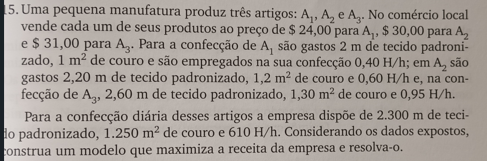 15. Uma pequena manufatura produz três artigos: A₁, A₂ e A₃. No comércio local
vende cada um de seus produtos ao preço de $ 24,00 para A₁, $ 30,00 para A₂
e $ 31,00 para A₃. Para a confecção de A₁ são gastos 2 m de tecido padroni-
zado, 1 m² de couro e são empregados na sua confecção 0,40 H/h; em A₂ são
gastos 2,20 m de tecido padronizado, 1,2 m² de couro e 0,60 H/h e, na con-
fecção de A₃, 2,60 m de tecido padronizado, 1,30 m² de couro e 0,95 H/h.
Para a confecção diária desses artigos a empresa dispõe de 2.300 m de teci-
do padronizado, 1.250 m² de couro e 610 H/h. Considerando os dados expostos,
construa um modelo que maximiza a receita da empresa e resolva-o.